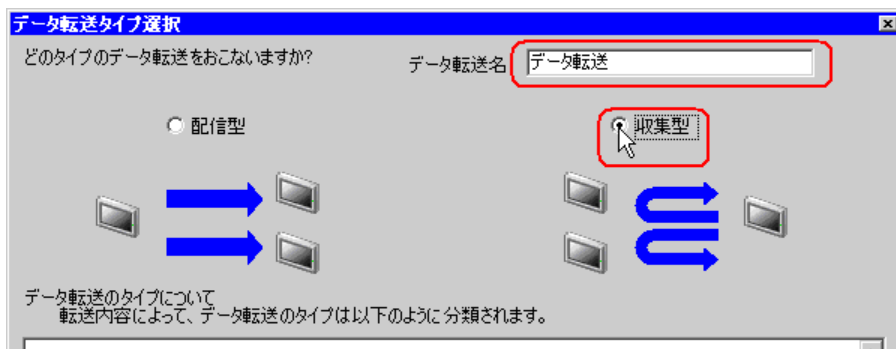 データ転送タイプ選択
どのタイプのデータ転送をおこないますか?
データ転送名 データ転送
配信型
収集型
データ転送のタイプについて
転送内容によって、データ転送のタイプは以下のように分類されます。